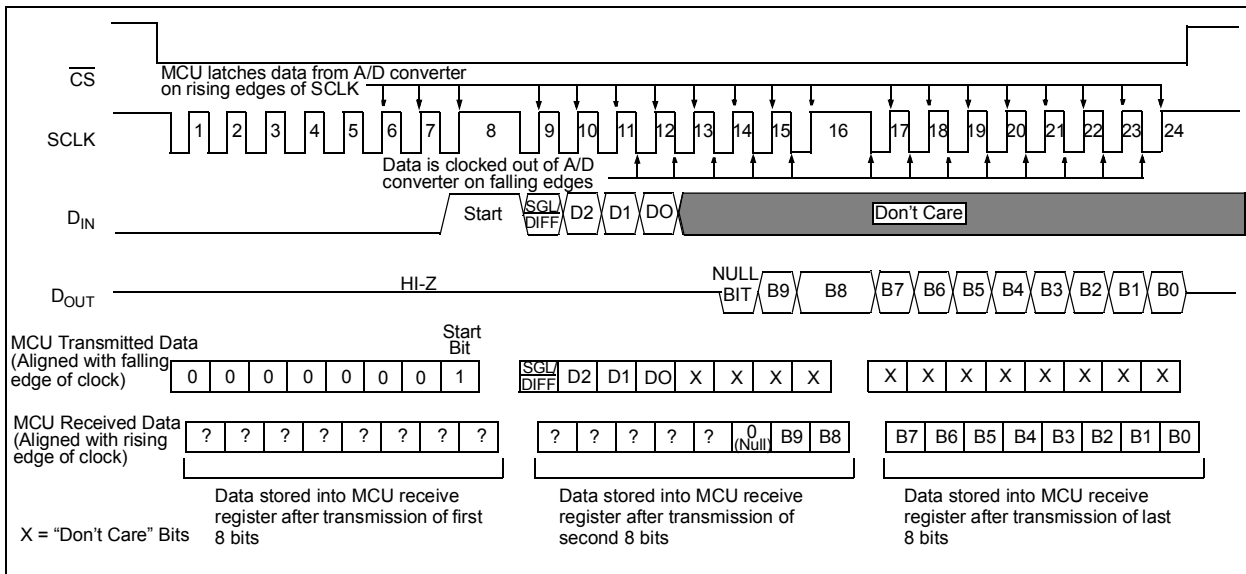 CS
MCU latches data from A/D converter
on rising edges of SCLK
SCLK
1 2 3 4 5 6 7 8 9 10 11 12 13 14 15 16 17 18 19 20 21 22 23 24
Data is clocked out of A/D
converter on falling edges
DIN
Start
SGL/
DIFF
D2 D1 DO
Don't Care
DOUT
HI-Z
NULL
BIT
B9 B8 B7 B6 B5 B4 B3 B2 B1 B0
MCU Transmitted Data
(Aligned with falling
edge of clock)
Start
Bit
0 0 0 0 0 0 0 1
SGL/
DIFF
D2 D1 DO X X X X
X X X X X X X X
MCU Received Data
(Aligned with rising
edge of clock)
? ? ? ? ? ? ? ?
? ? ? ? ? 0 B9 B8
(Null)
B7 B6 B5 B4 B3 B2 B1 B0
Data stored into MCU receive
register after transmission of first
8 bits
Data stored into MCU receive
register after transmission of
second 8 bits
Data stored into MCU receive
register after transmission of last
8 bits
X = “Don’t Care” Bits